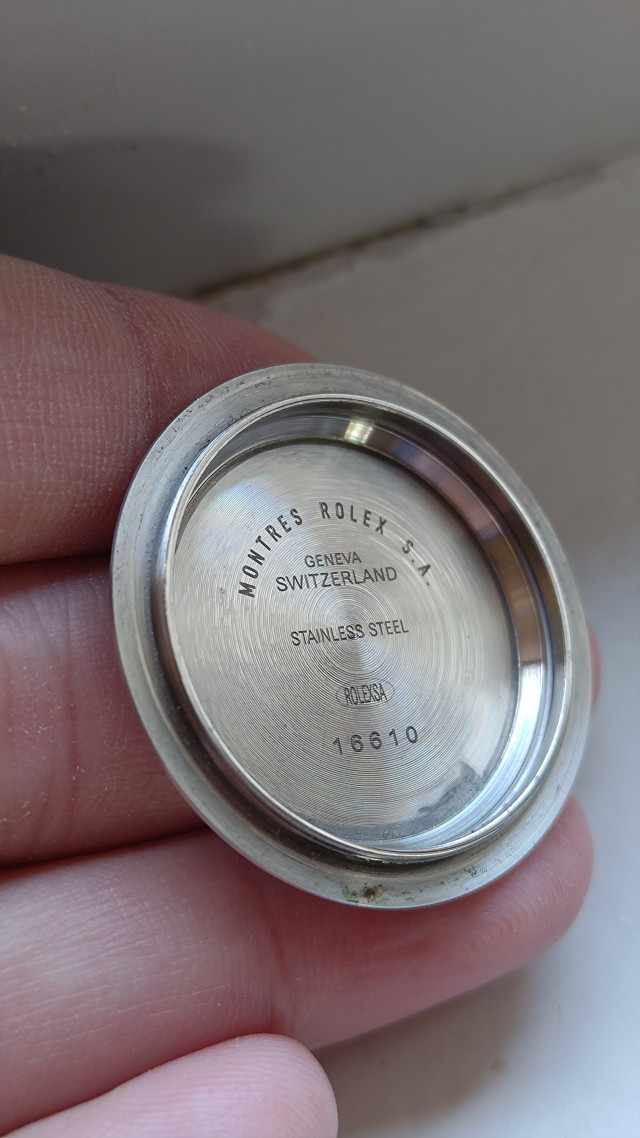 MONTRES ROLEX S.A.
GENEVA
SWITZERLAND
STAINLESS STEEL
ROLEXSA
16610